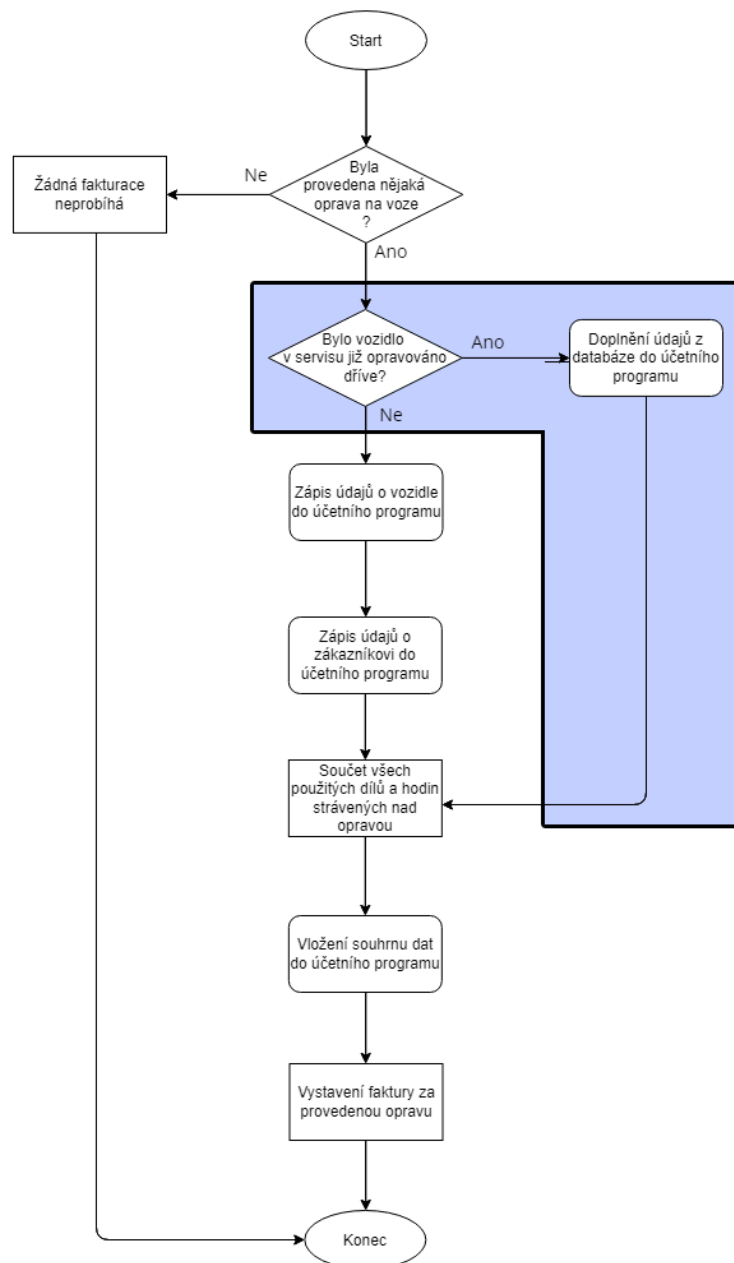 Start
Byla
provedena nějaká
oprava na voze
?
Ne
Žádná fakturace
neprobíhá
Ano
Bylo vozidlo
v servisu již opravováno
dříve?
Ano
Doplnění údajů z
databáze do účetního
programu
Ne
Zápis údajů o vozidle
do účetního programu
Zápis údajů o
zákazníkovi do
účetního programu
Součet všech
použitých dílů a hodin
strávených nad
opravou
Vložení souhrnu dat
do účetního programu
Vystavení faktury za
provedenou opravu
Konec